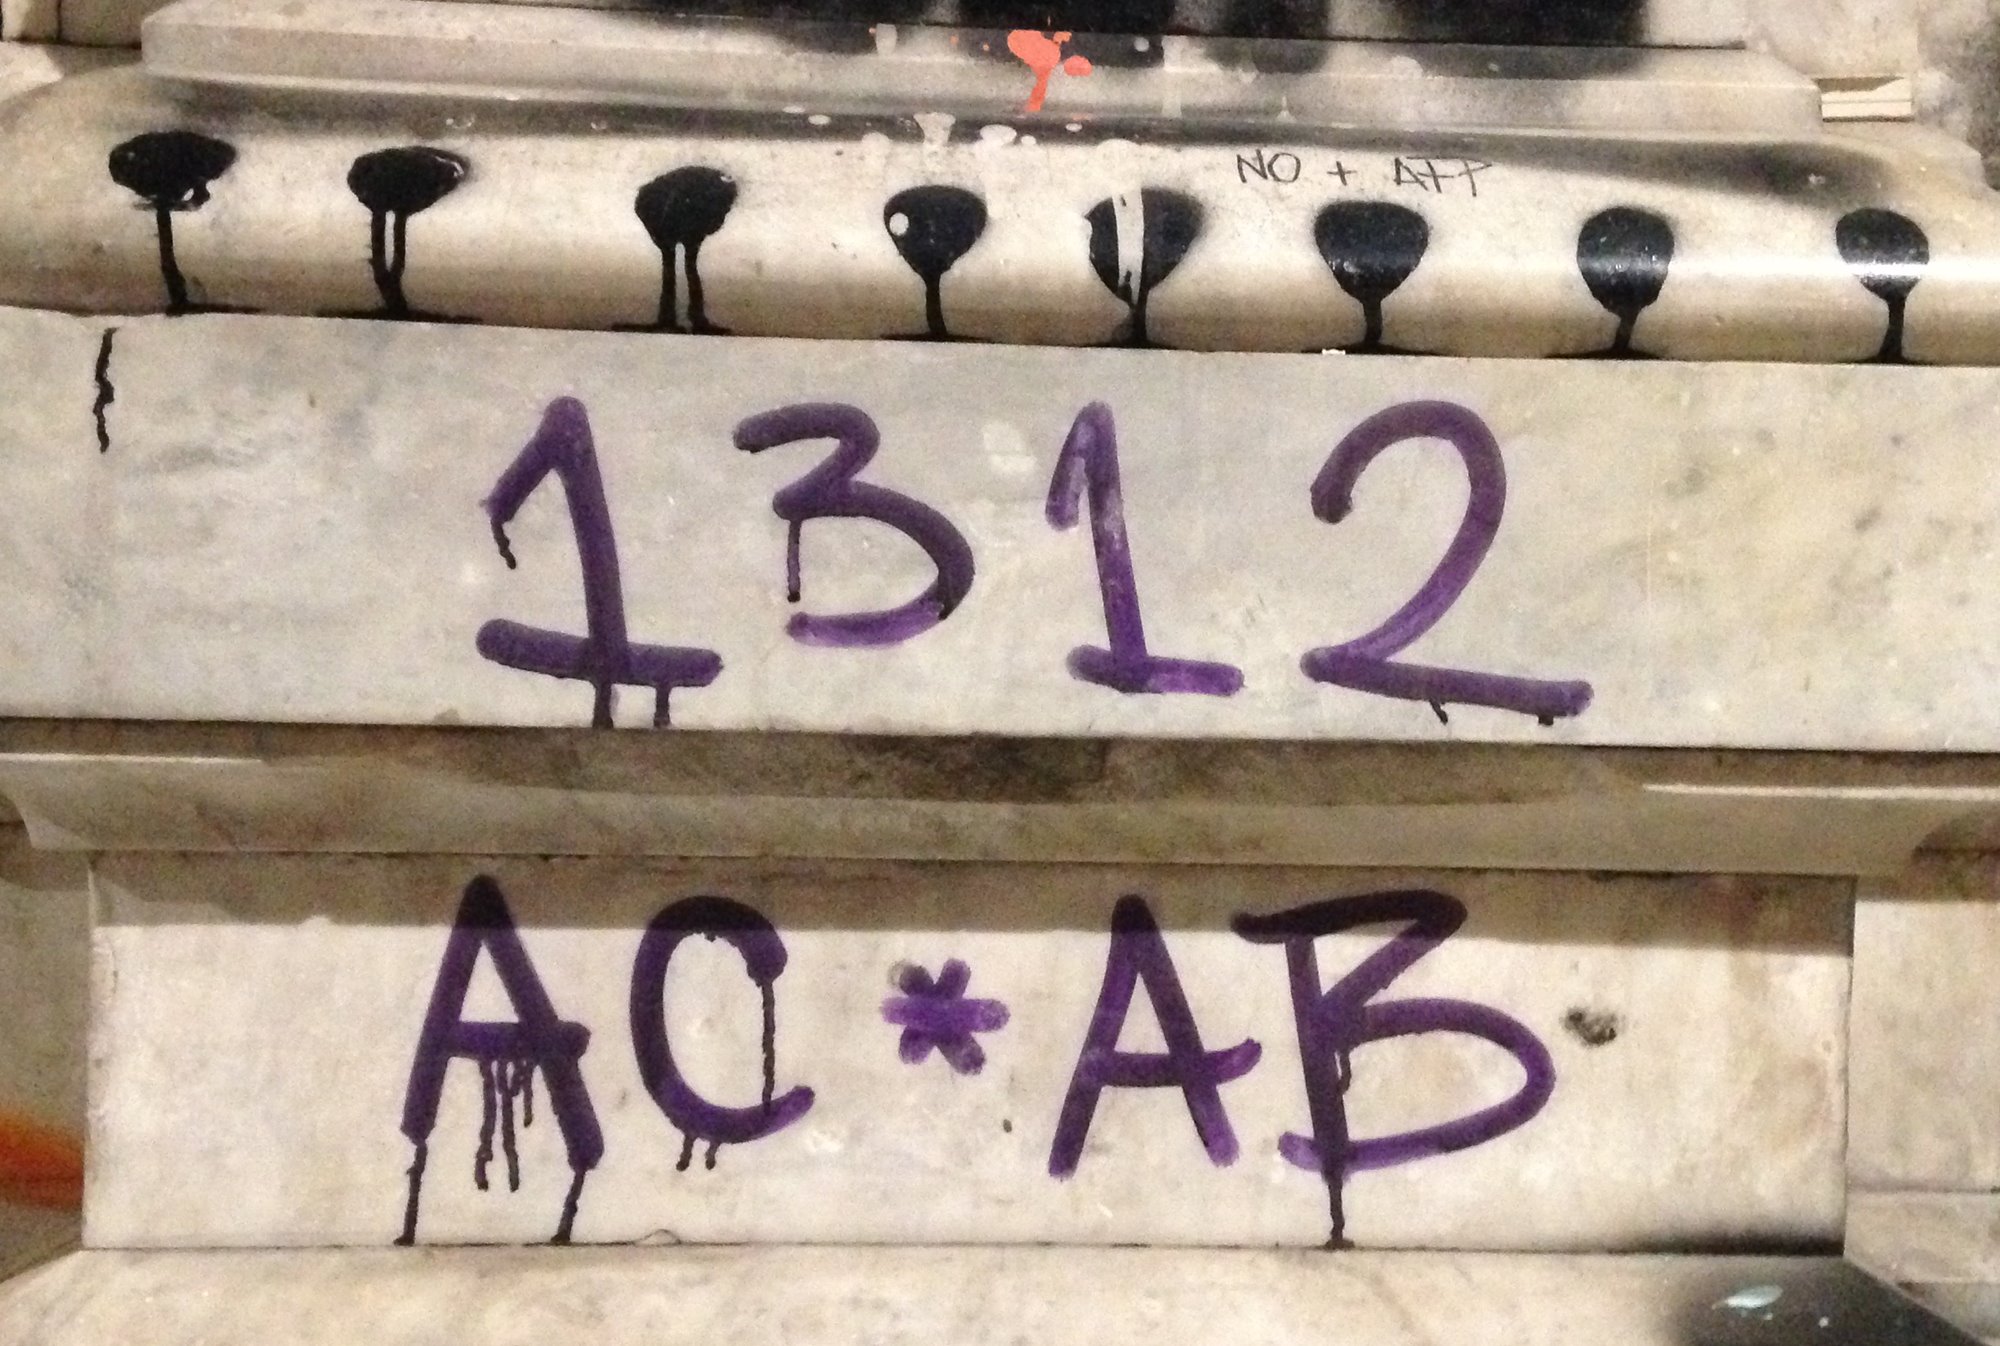 NO + AFP
1312
AC*AB